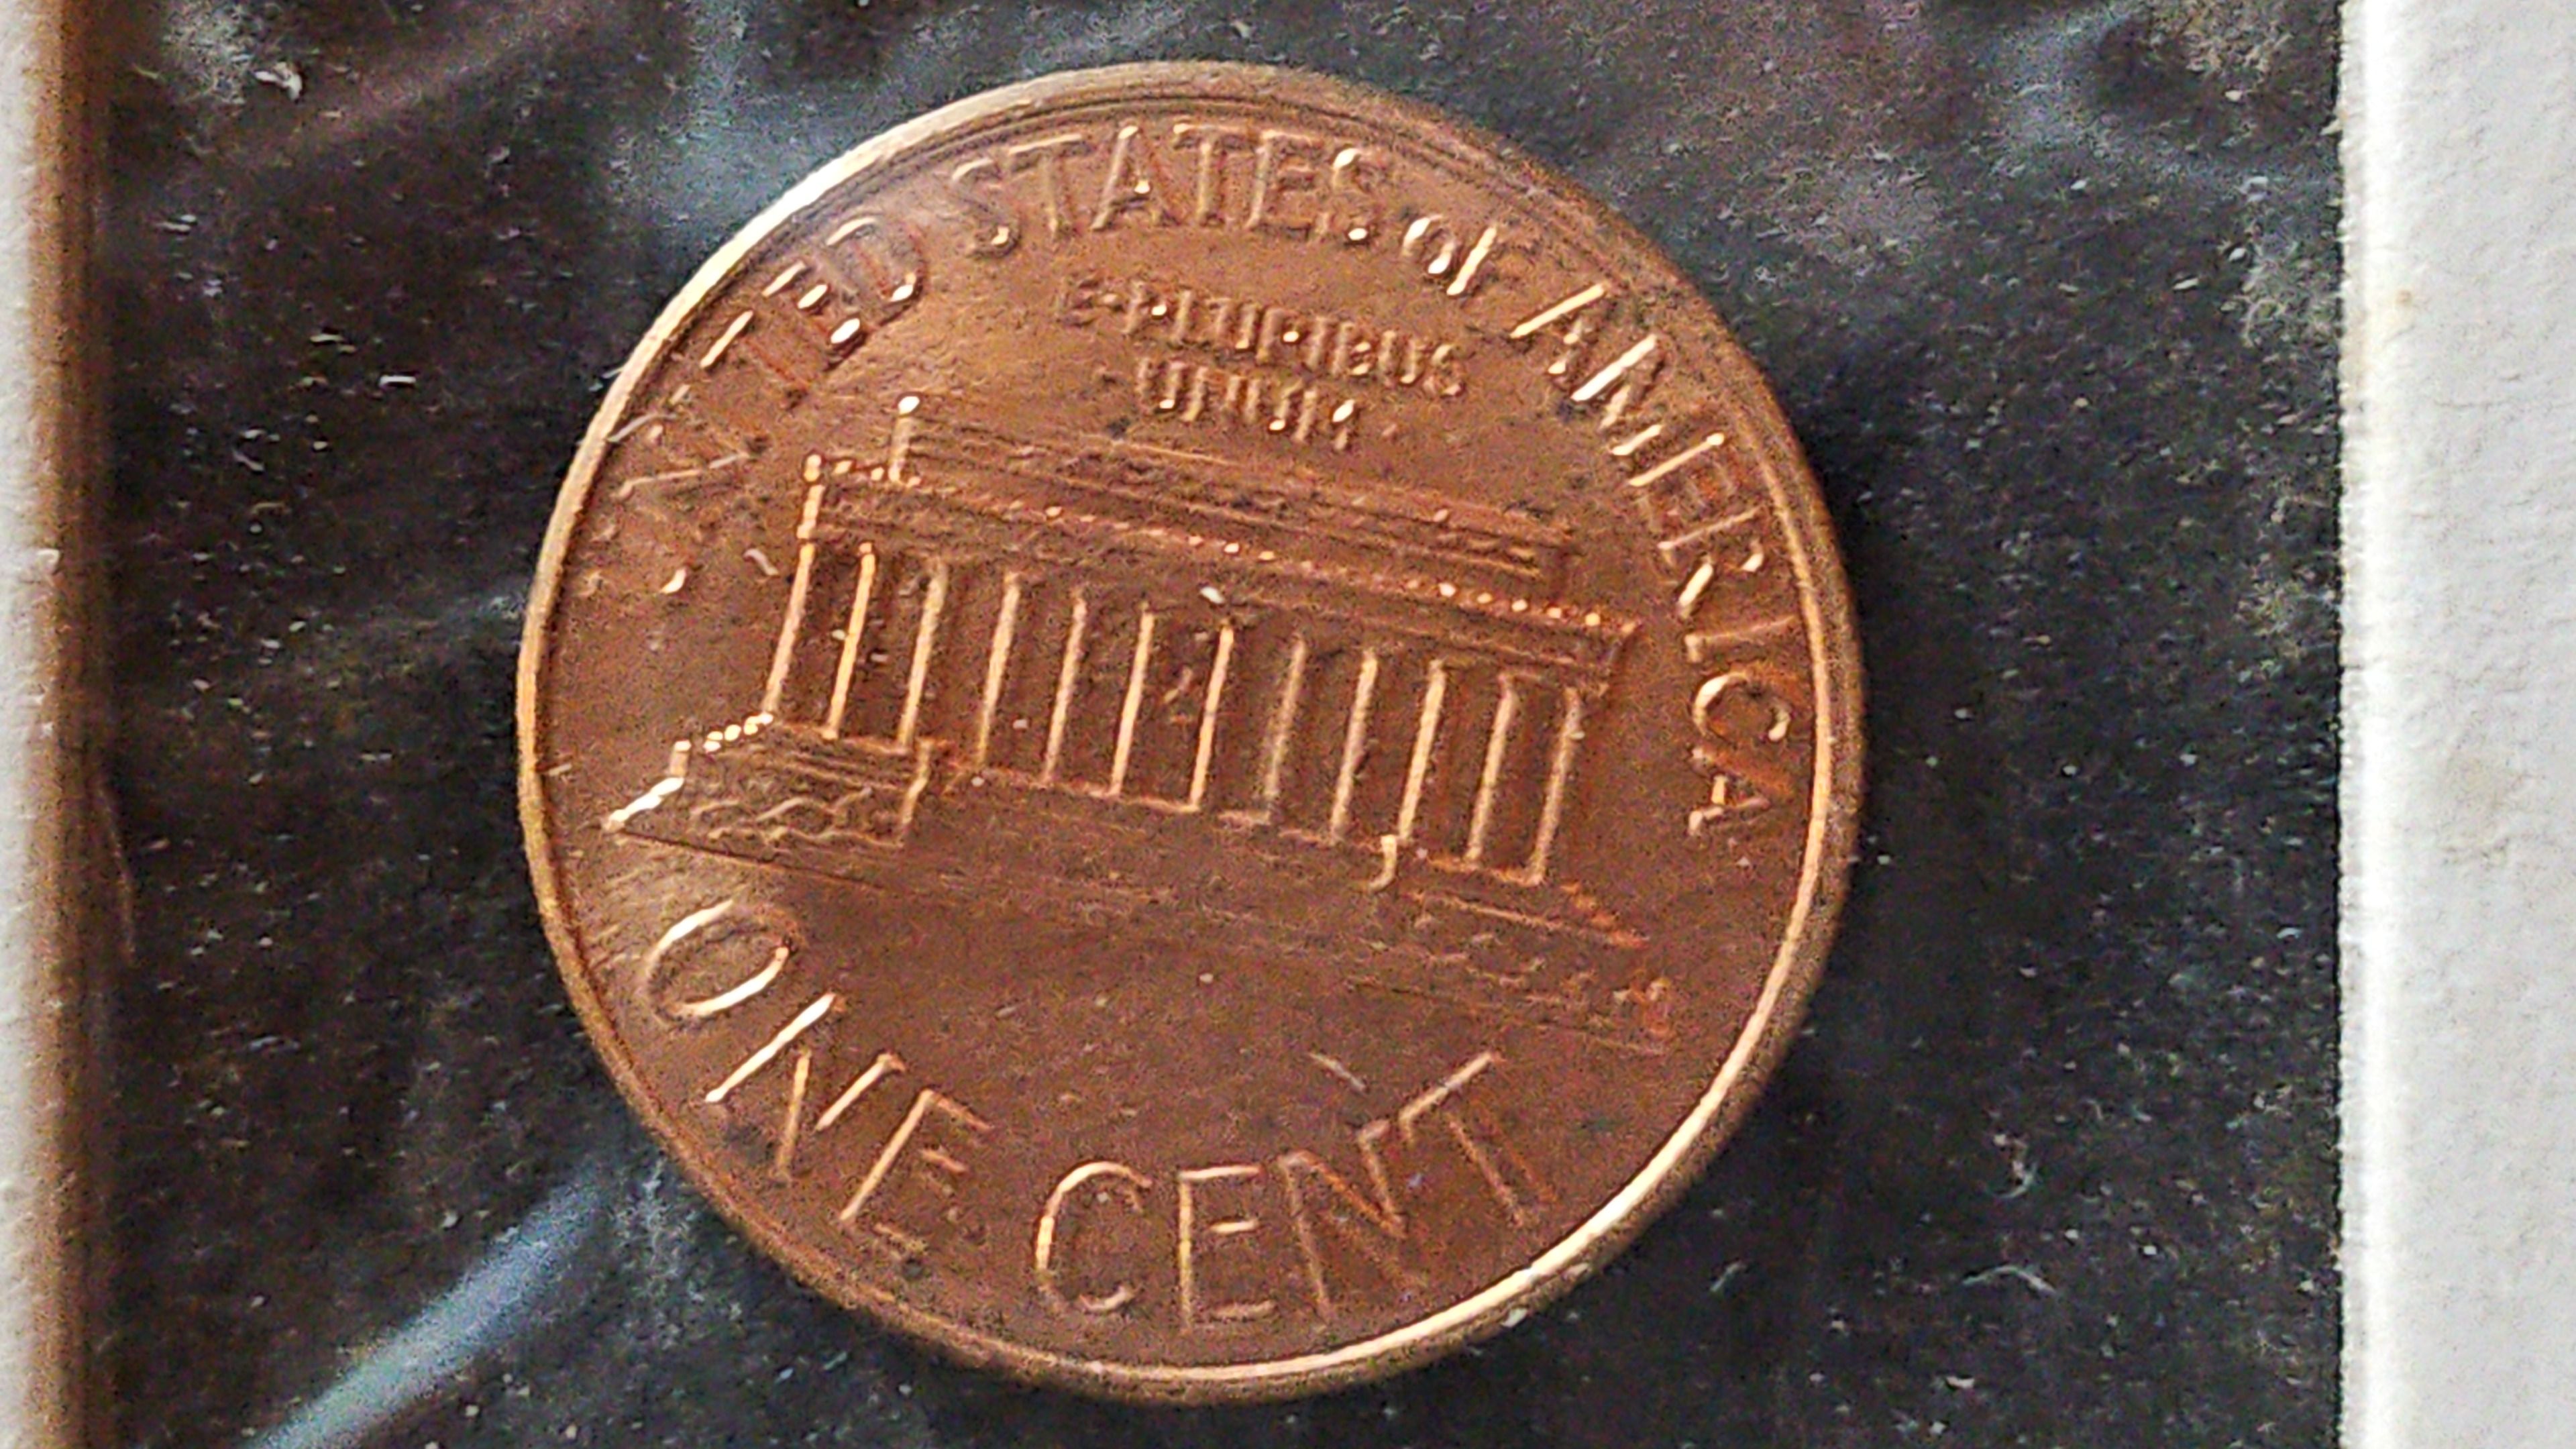 UNITED STATES of AMERICA
E·PLURIBUS
UNUM
ONE CENT